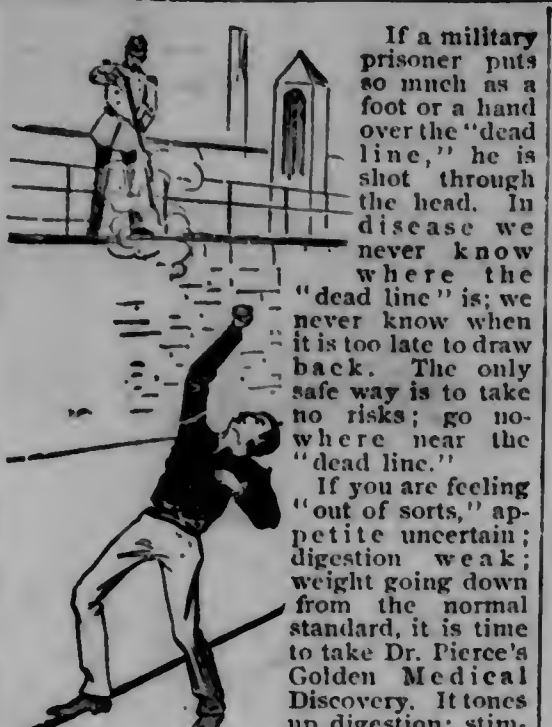 If a military
prisoner puts
so much as a
foot or a hand
over the "dead
line," he is
shot through
the head. In
disease we
never know
where the
"dead line" is; we
never know when
it is too late to draw
back. The only
safe way is to take
no risks; go no-
where near the
"dead line."
If you are feeling
"out of sorts," ap-
petite uncertain;
digestion weak;
weight going down
from the normal
standard, it is time
to take Dr. Pierce's
Golden Medical
Discovery. It tones
up digestion; stim-